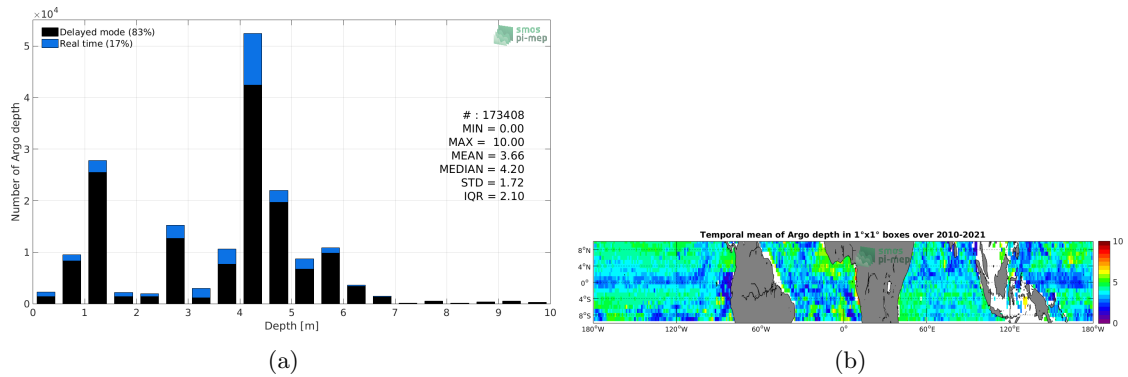 ×10⁴
Delayed mode (83%)
Real time (17%)
smos
pi-mep
5
4
3
2
1
0
Number of Argo depth
# : 173408
MIN = 0.00
MAX = 10.00
MEAN = 3.66
MEDIAN = 4.20
STD = 1.72
IQR = 2.10
0 1 2 3 4 5 6 7 8 9 10
Depth [m]
(a)
Temporal mean of Argo depth in 1°x1° boxes over 2010-2021
smos
pi-mep
8°N
4°N
0°
4°S
8°S
180°W 120°W 60°W 0° 60°E 120°E 180°W
10
5
0
(b)